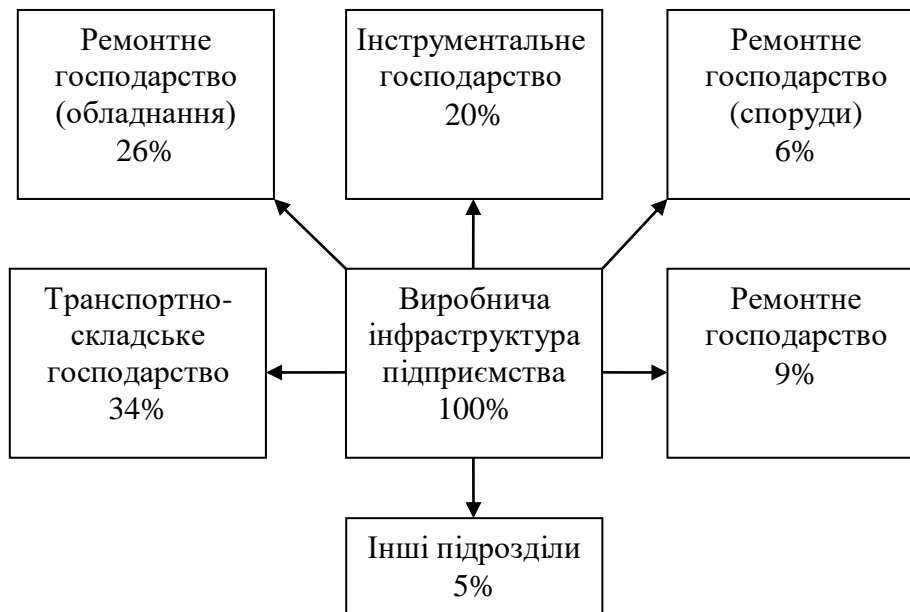 Ремонтне
господарство
(обладнання)
26%
Інструментальне
господарство
20%
Ремонтне
господарство
(споруди)
6%
Транспортно-
складське
господарство
34%
Виробнича
інфраструктура
підприємства
100%
Ремонтне
господарство
9%
Інші підрозділи
5%